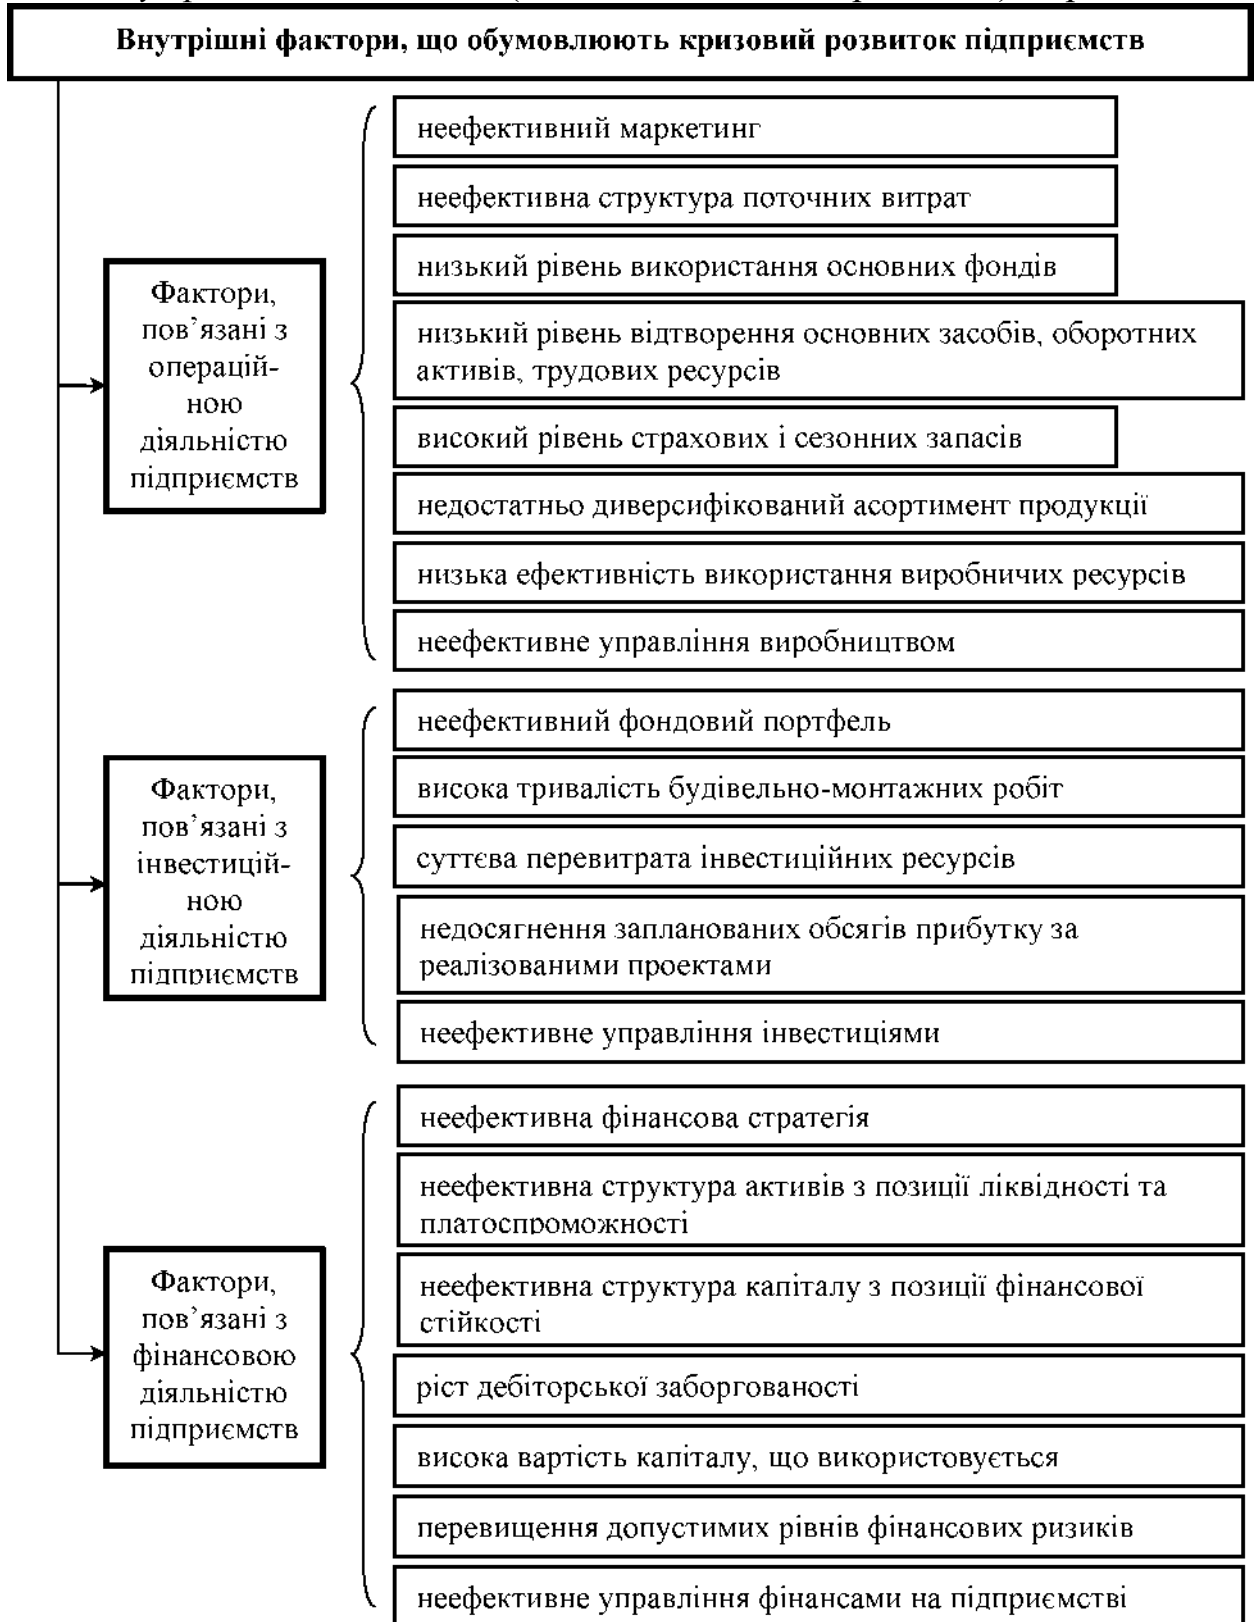 Внутрішні фактори, що обумовлюють кризовий розвиток підприємств
Фактори,
пов’язані з
операцій-
ною
діяльністю
підприємств
неефективний маркетинг
неефективна структура поточних витрат
низький рівень використання основних фондів
низький рівень відтворення основних засобів, оборотних
активів, трудових ресурсів
високий рівень страхових і сезонних запасів
недостатньо диверсифікований асортимент продукції
низька ефективність використання виробничих ресурсів
неефективне управління виробництвом
Фактори,
пов’язані з
інвестицій-
ною
діяльністю
підприємств
неефективний фондовий портфель
висока тривалість будівельно-монтажних робіт
суттєва перевитрата інвестиційних ресурсів
недосягнення запланованих обсягів прибутку за
реалізованими проектами
неефективне управління інвестиціями
Фактори,
пов’язані з
фінансовою
діяльністю
підприємств
неефективна фінансова стратегія
неефективна структура активів з позиції ліквідності та
платоспроможності
неефективна структура капіталу з позиції фінансової
стійкості
ріст дебіторської заборгованості
висока вартість капіталу, що використовується
перевищення допустимих рівнів фінансових ризиків
неефективне управління фінансами на підприємстві